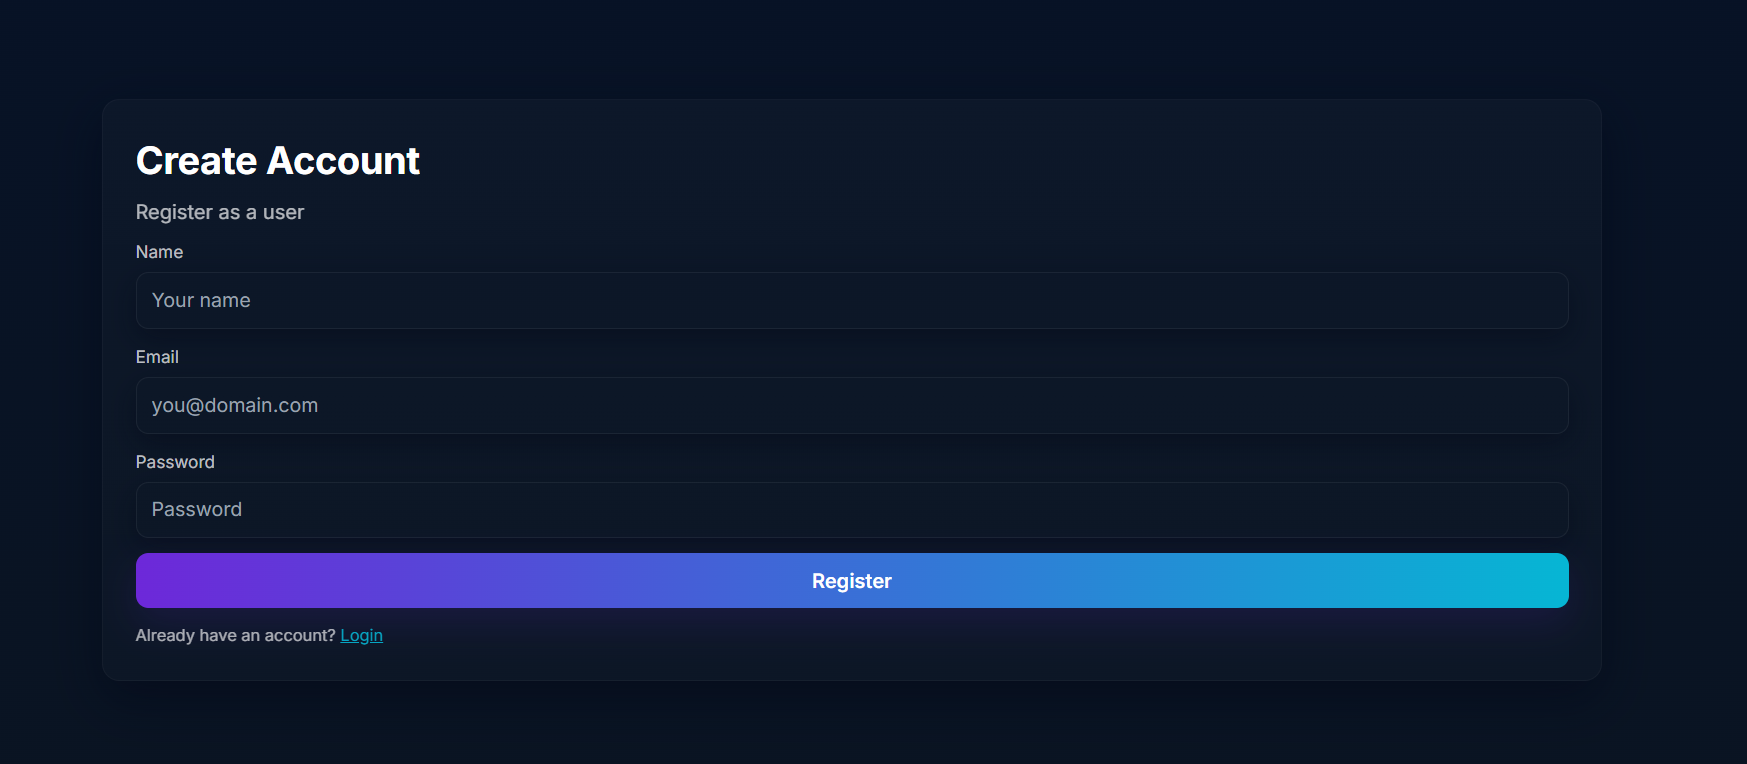 Create Account
Register as a user
Name
Your name
Email
you@domain.com
Password
Password
Register
Already have an account? Login